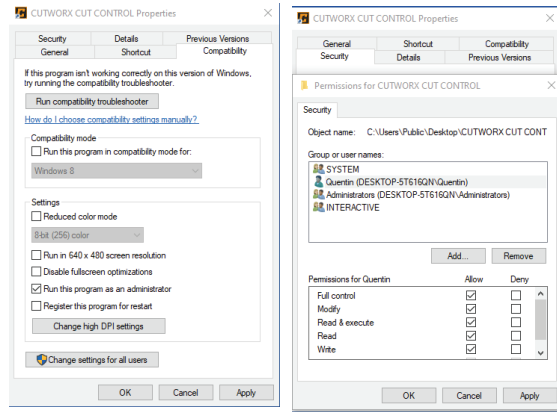 CUTWORX CUT CONTROL Properties
Security Details Previous Versions
General Shortcut Compatibility
If this program isn't working correctly on this version of Windows,
try running the compatibility troubleshooter.
Run compatibility troubleshooter
How do I choose compatibility settings manually?
Compatibility mode
Run this program in compatibility mode for:
Windows 8
Settings
Reduced color mode
8-bit (256) color
Run in 640 x 480 screen resolution
Disable fullscreen optimizations
Run this program as an administrator
Register this program for restart
Change high DPI settings
Change settings for all users
OK Cancel Apply
CUTWORX CUT CONTROL Properties
General Shortcut Compatibility
Security Details Previous Versions
Permissions for CUTWORX CUT CONTROL
Security
Object name: C:\Users\Public\Desktop\CUTWORX CUT CONT
Group or user names:
SYSTEM
Quentin (DESKTOP-5T616QN\Quentin)
Administrators (DESKTOP-5T616QN\Administrators)
INTERACTIVE
Add... Remove
Permissions for Quentin Allow Deny
Full control
Modify
Read & execute
Read
Write
OK Cancel Apply